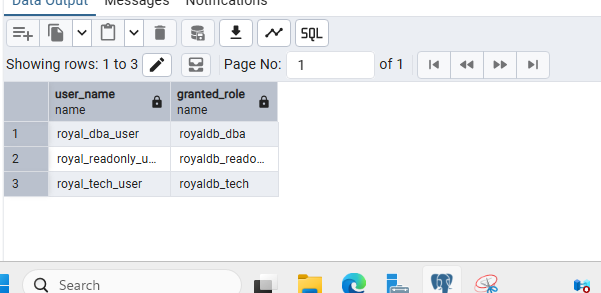 Data Output Messages Notifications
SQL
Showing rows: 1 to 3 Page No: 1 of 1
user_name granted_role
name name
1 royal_dba_user royaldb_dba
2 royal_readonly_u... royaldb_reado...
3 royal_tech_user royaldb_tech
Search